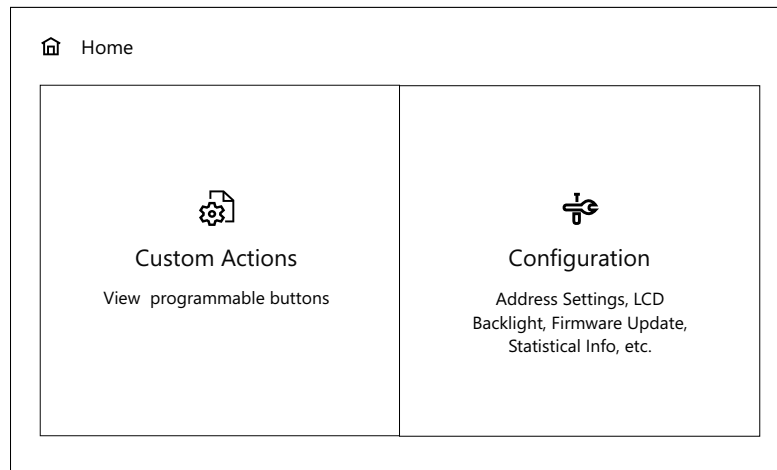 Home
Custom Actions
View  programmable buttons
Configuration
Address Settings, LCD
Backlight, Firmware Update,
Statistical Info, etc.